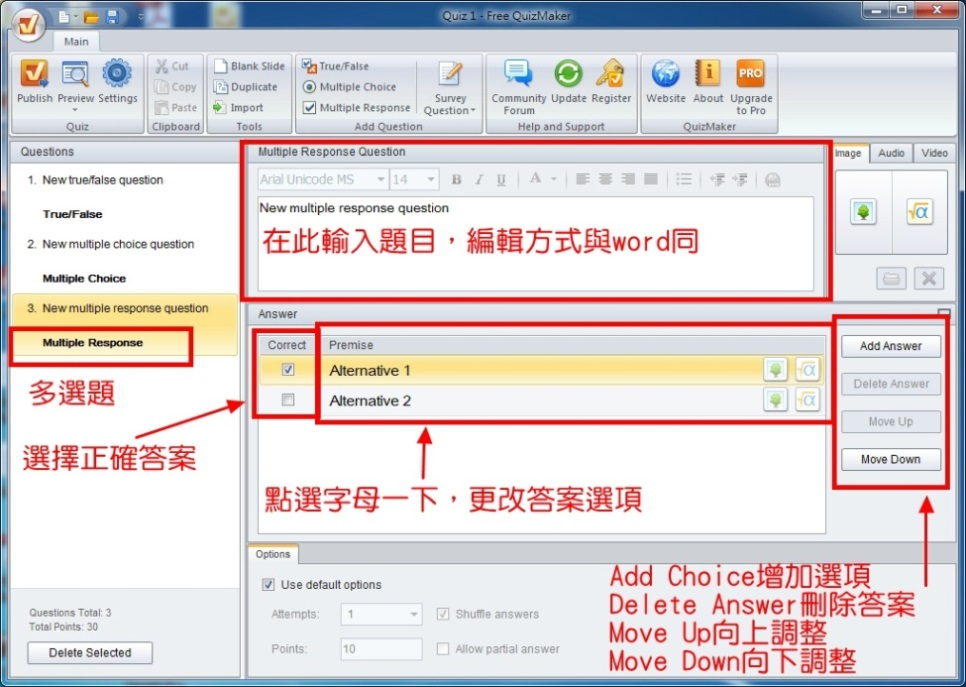 Quiz 1 - Free QuizMaker
Main
Publish
Preview
Settings
Quiz
Cut
Copy
Paste
Clipboard
Blank Slide
Duplicate
Import
Tools
True/False
Multiple Choice
Multiple Response
Survey
Question
Add Question
Community
Forum
Update
Register
Help and Support
Website
About
PRO
Upgrade
to Pro
QuizMaker
Questions
1. New true/false question
True/False
2. New multiple choice question
Multiple Choice
3. New multiple response question
Multiple Response
多選題
選擇正確答案
Questions Total: 3
Total Points: 30
Delete Selected
Multiple Response Question
Arial Unicode MS
14
B I U A
New multiple response question
在此輸入題目，編輯方式與word同
Image
Audio
Video
√α
Answer
Correct
Premise
Alternative 1
√α
Alternative 2
√α
點選字母一下，更改答案選項
Add Answer
Delete Answer
Move Up
Move Down
Options
Use default options
Attempts:
1
Shuffle answers
Points:
10
Allow partial answer
Add Choice增加選項
Delete Answer刪除答案
Move Up向上調整
Move Down向下調整